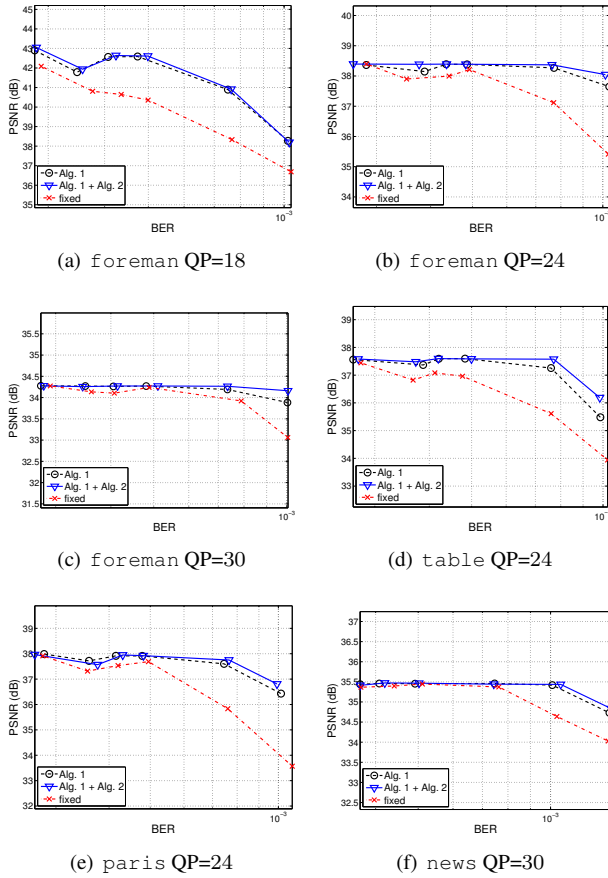 45
44
43
42
41
40
39
38
37
36
35
PSNR (dB)
Alg. 1
Alg. 1 + Alg. 2
fixed
10⁻³
BER
(a) foreman QP=18
40
39
38
37
36
35
34
PSNR (dB)
Alg. 1
Alg. 1 + Alg. 2
fixed
BER
(b) foreman QP=24
35.5
35
34.5
34
33.5
33
32.5
32
31.5
PSNR (dB)
Alg. 1
Alg. 1 + Alg. 2
fixed
10⁻³
BER
(c) foreman QP=30
39
38
37
36
35
34
33
PSNR (dB)
Alg. 1
Alg. 1 + Alg. 2
fixed
BER
(d) table QP=24
39
38
37
36
35
34
33
32
PSNR (dB)
Alg. 1
Alg. 1 + Alg. 2
fixed
10⁻³
BER
(e) paris QP=24
37
36.5
36
35.5
35
34.5
34
33.5
33
32.5
PSNR (dB)
Alg. 1
Alg. 1 + Alg. 2
fixed
10⁻³
BER
(f) news QP=30